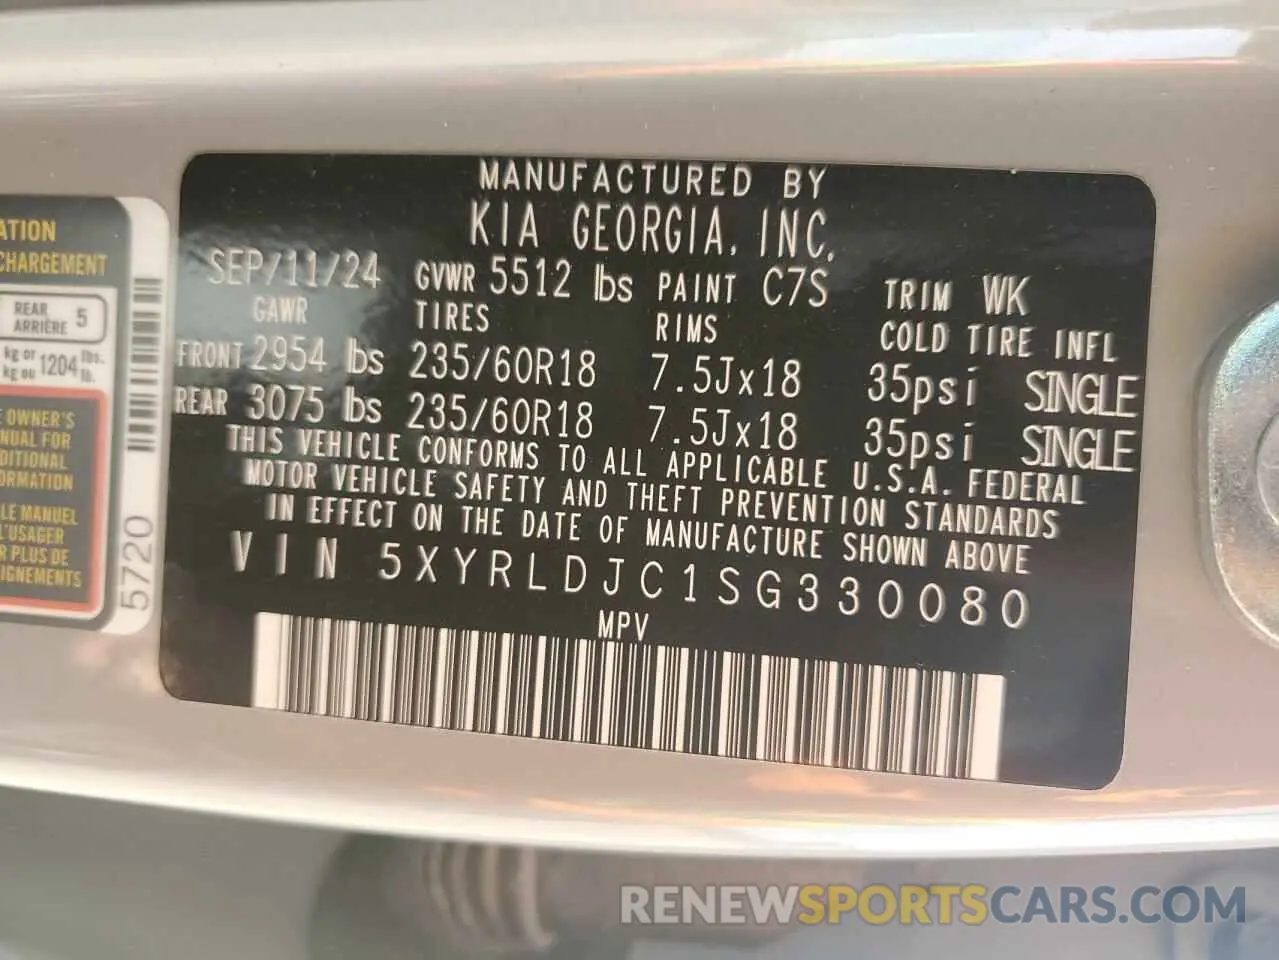 MANUFACTURED BY
KIA GEORGIA, INC.
SEP/11/24 GVWR 5512 lbs PAINT C7S TRIM WK
GAWR TIRES RIMS COLD TIRE INFL
FRONT 2954 lbs 235/60R18 7.5Jx18 35psi SINGLE
REAR 3075 lbs 235/60R18 7.5Jx18 35psi SINGLE
THIS VEHICLE CONFORMS TO ALL APPLICABLE U.S.A. FEDERAL
MOTOR VEHICLE SAFETY AND THEFT PREVENTION STANDARDS
IN EFFECT ON THE DATE OF MANUFACTURE SHOWN ABOVE
VIN 5XYRLDJC1SG330080
MPV
ATION
CHARGEMENT
REAR
ARRIÈRE 5
kg or 1204 lbs.
kg ou lb.
E OWNER'S
NUAL FOR
DITIONAL
ORMATION
LE MANUEL
L'USAGER
R PLUS DE
IGNEMENTS
5720
RENEWSPORTSCARS.COM